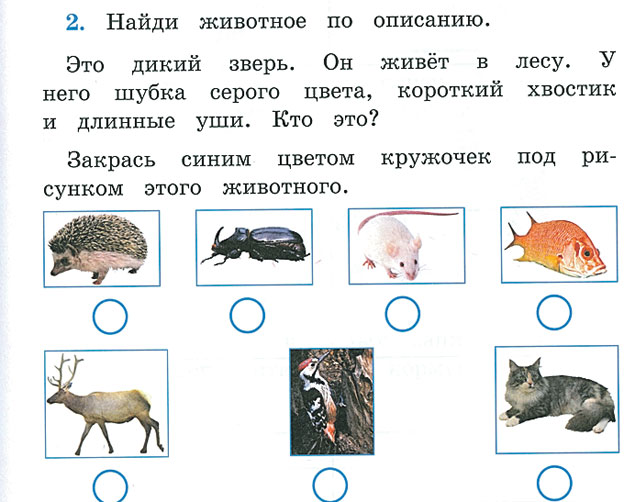 2. Найди животное по описанию.
Это дикий зверь. Он живёт в лесу. У
него шубка серого цвета, короткий хвостик
и длинные уши. Кто это?
Закрась синим цветом кружочек под ри-
сунком этого животного.